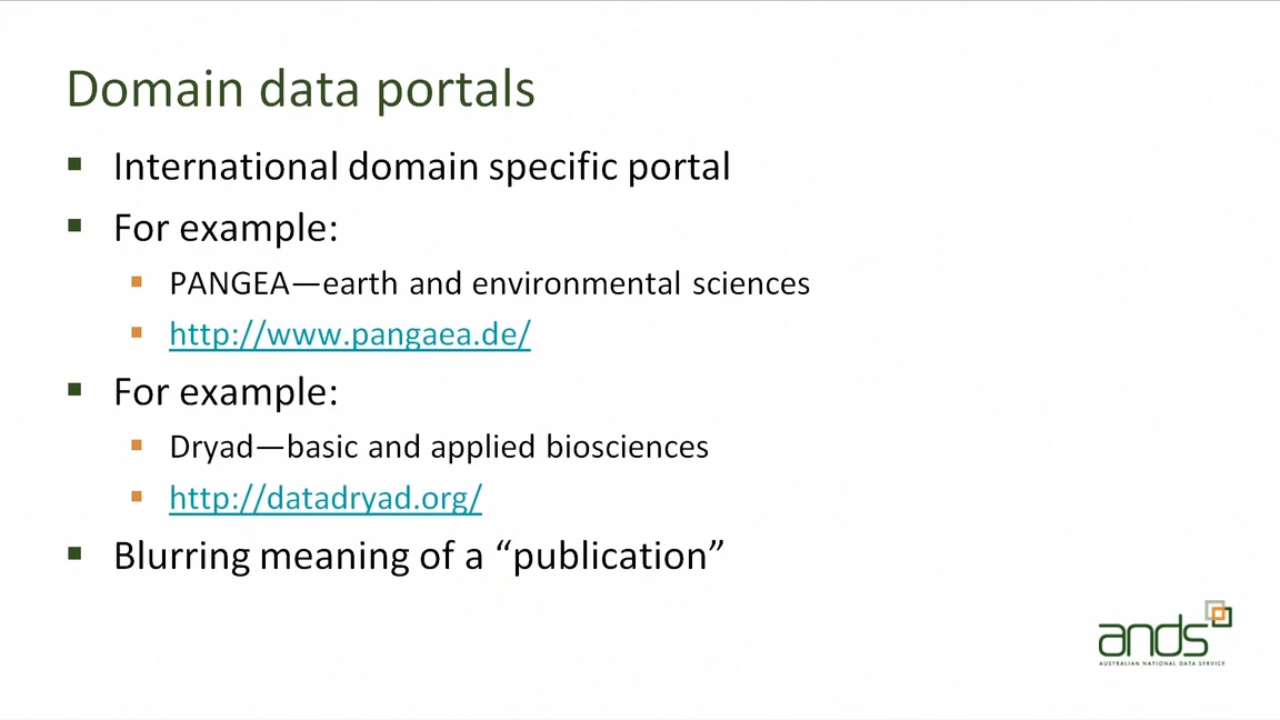 Domain data portals
International domain specific portal
For example:
PANGEA—earth and environmental sciences
http://www.pangaea.de/
For example:
Dryad—basic and applied biosciences
http://datadryad.org/
Blurring meaning of a “publication”
ands
AUSTRALIAN NATIONAL DATA SERVICE